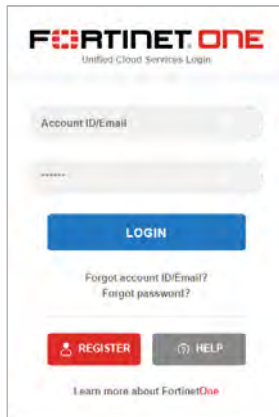 FORTINET ONE
Unified Cloud Services Login
Account ID/Email
······
LOGIN
Forgot account ID/Email?
Forgot password?
REGISTER
HELP
Learn more about FortinetOne